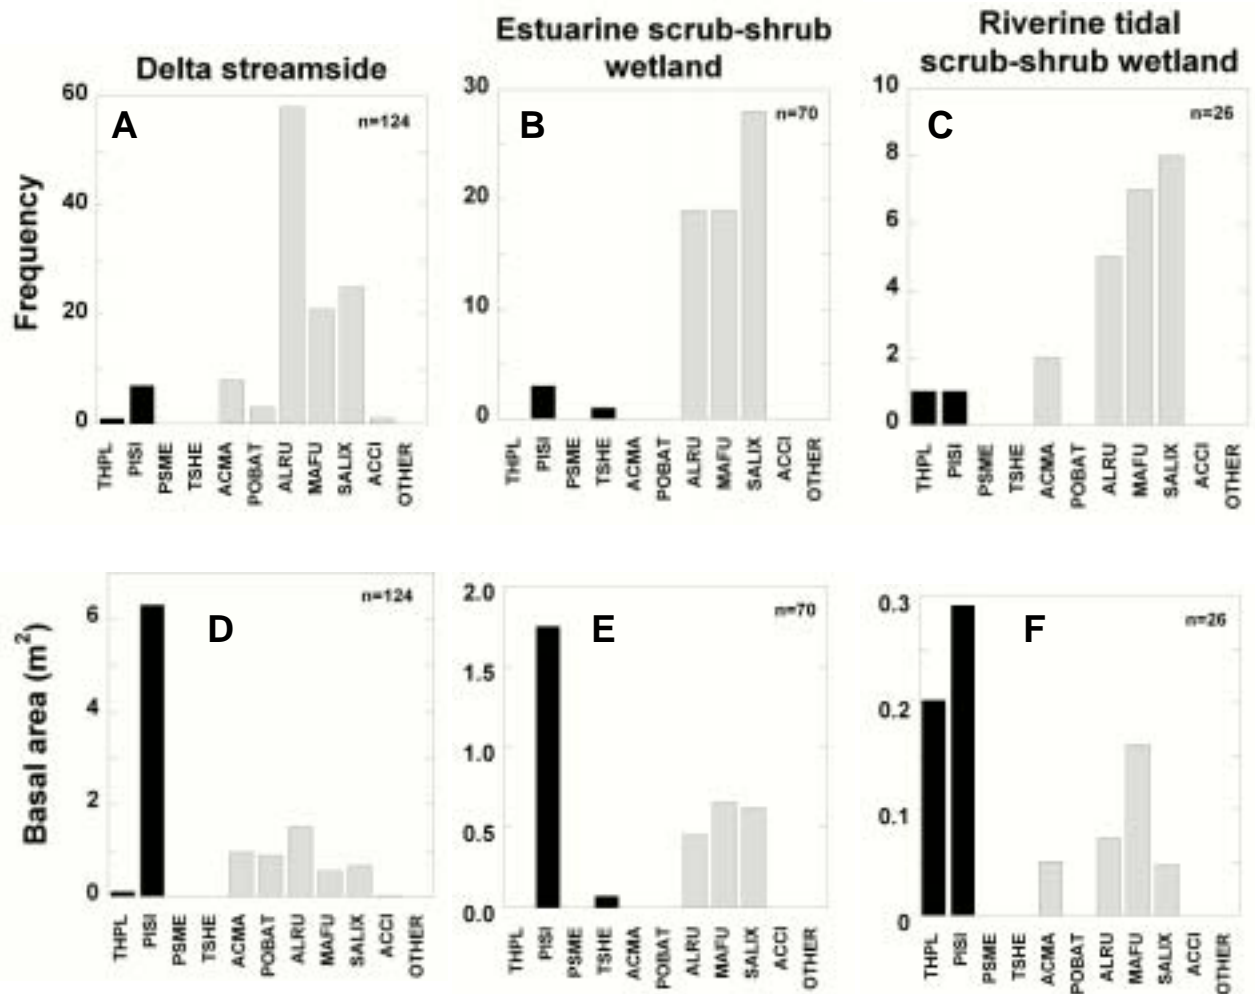 Delta streamside
Estuarine scrub-shrub
wetland
Riverine tidal
scrub-shrub wetland
Frequency
A
n=124
60
40
20
0
THPL
PISI
PSME
TSHE
ACMA
POBAT
ALRU
MAFU
SALIX
ACCI
OTHER
B
n=70
30
20
10
0
THPL
PISI
PSME
TSHE
ACMA
POBAT
ALRU
MAFU
SALIX
ACCI
OTHER
C
n=26
10
8
6
4
2
0
THPL
PISI
PSME
TSHE
ACMA
POBAT
ALRU
MAFU
SALIX
ACCI
OTHER
Basal area (m²)
D
n=124
6
4
2
0
THPL
PISI
PSME
TSHE
ACMA
POBAT
ALRU
MAFU
SALIX
ACCI
OTHER
E
n=70
2.0
1.5
1.0
0.5
0.0
THPL
PISI
PSME
TSHE
ACMA
POBAT
ALRU
MAFU
SALIX
ACCI
OTHER
F
n=26
0.3
0.2
0.1
0
THPL
PISI
PSME
TSHE
ACMA
POBAT
ALRU
MAFU
SALIX
ACCI
OTHER